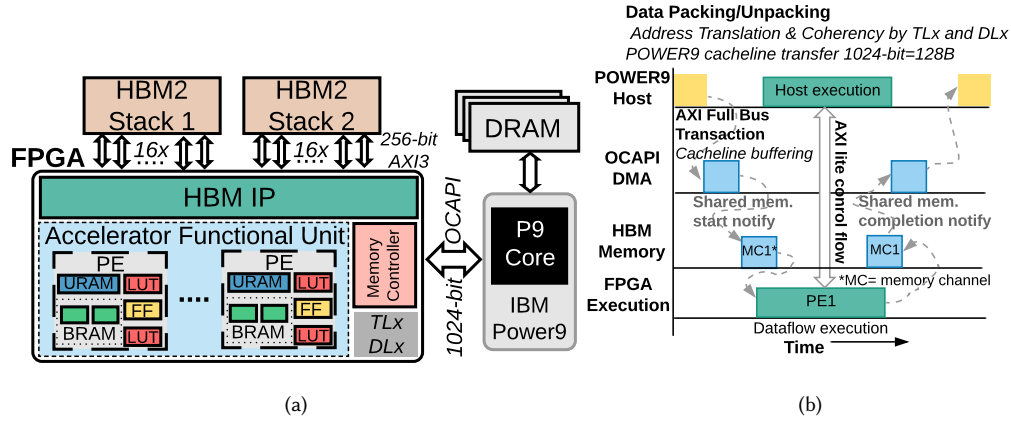 HBM2
Stack 1
HBM2
Stack 2
16x
16x
256-bit
AXI3
FPGA
HBM IP
Accelerator Functional Unit
PE
URAM
LUT
FF
BRAM
LUT
PE
URAM
LUT
FF
BRAM
LUT
Memory
Controller
TLx
DLx
1024-bit OCAPI
DRAM
P9
Core
IBM
Power9
(a)
Data Packing/Unpacking
Address Translation & Coherency by TLx and DLx
POWER9 cacheline transfer 1024-bit=128B
POWER9
Host
Host execution
AXI Full Bus
Transaction
Cacheline buffering
AXI lite control flow
OCAPI
DMA
Shared mem.
start notify
Shared mem.
completion notify
HBM
Memory
MC1*
MC1
*MC= memory channel
FPGA
Execution
PE1
Dataflow execution
Time
(b)